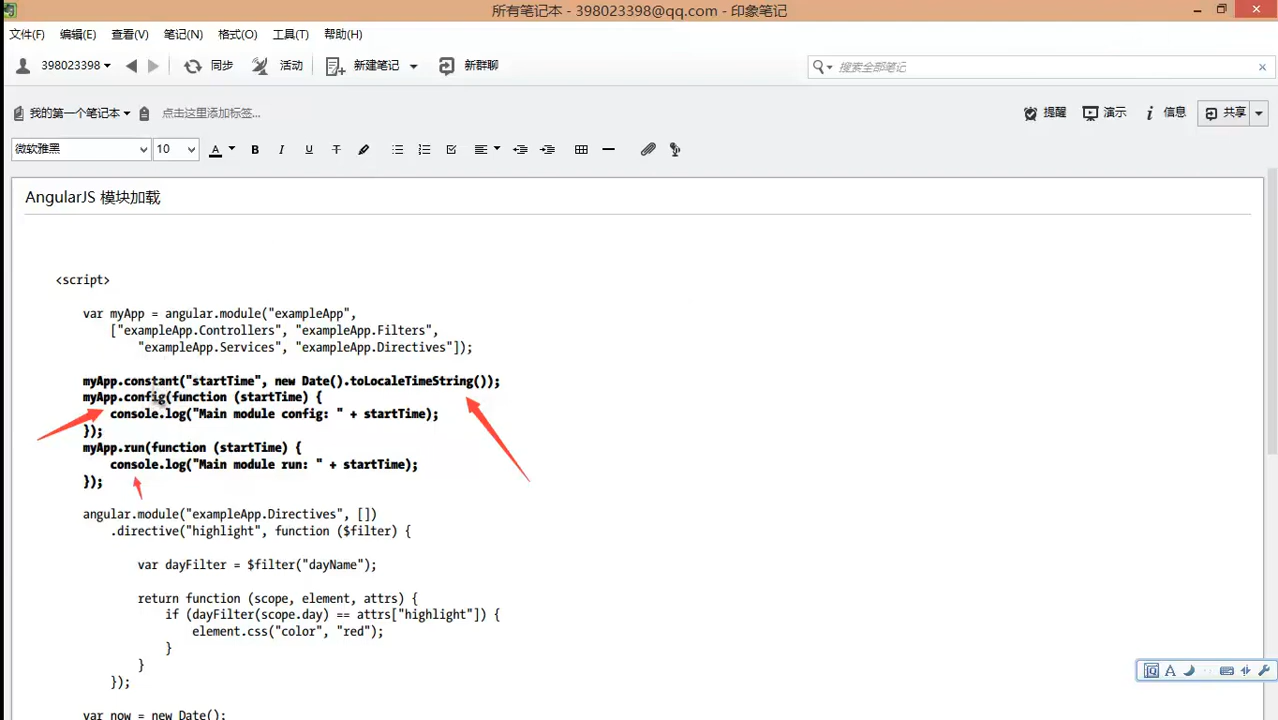 所有笔记本 - 398023398@qq.com - 印象笔记
文件(F) 编辑(E) 查看(V) 笔记(N) 格式(O) 工具(T) 帮助(H)
398023398 同步 活动 新建笔记 新群聊 搜索全部笔记
我的第一个笔记本 点击这里添加标签... 提醒 演示 信息 共享
微软雅黑 10 A B I U T
AngularJS 模块加载
<script>
var myApp = angular.module("exampleApp",
["exampleApp.Controllers", "exampleApp.Filters",
"exampleApp.Services", "exampleApp.Directives"]);
myApp.constant("startTime", new Date().toLocaleTimeString());
myApp.config(function (startTime) {
console.log("Main module config: " + startTime);
});
myApp.run(function (startTime) {
console.log("Main module run: " + startTime);
});
angular.module("exampleApp.Directives", [])
.directive("highlight", function ($filter) {
var dayFilter = $filter("dayName");
return function (scope, element, attrs) {
if (dayFilter(scope.day) == attrs["highlight"]) {
element.css("color", "red");
}
}
});
var now = new Date();